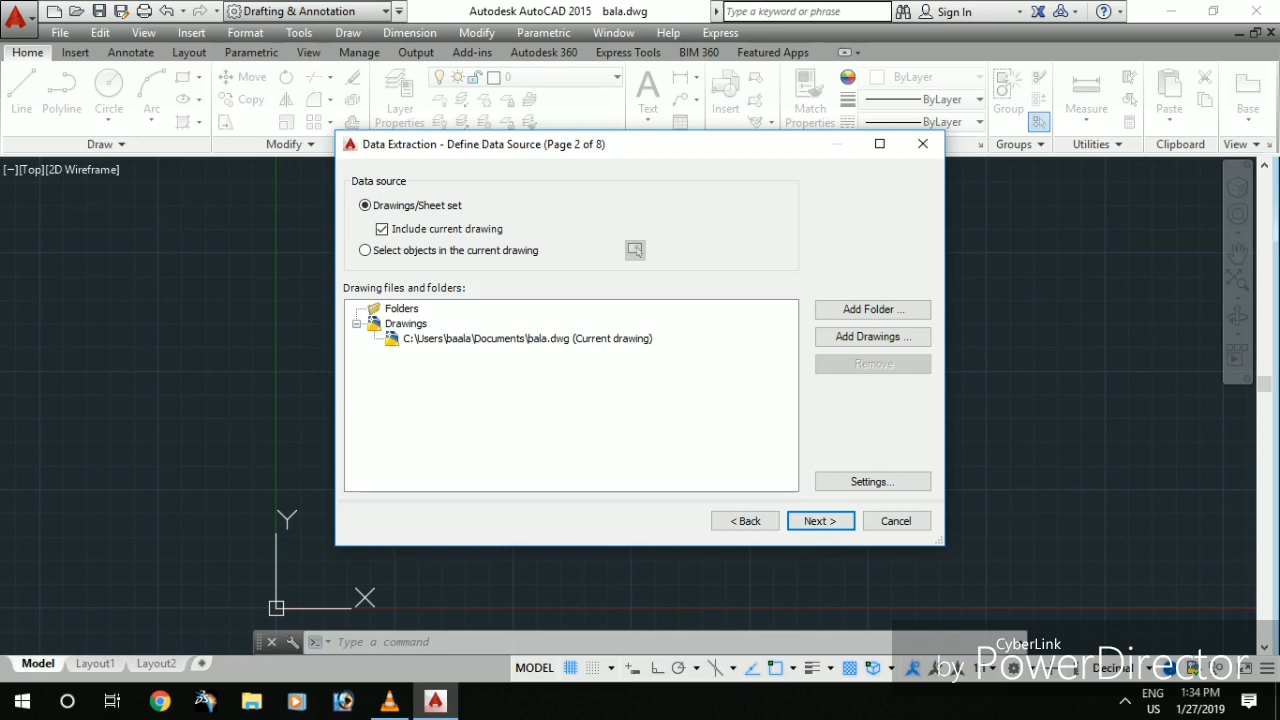 Drafting & Annotation
Autodesk AutoCAD 2015 bala.dwg
Type a keyword or phrase
Sign In
File Edit View Insert Format Tools Draw Dimension Modify Parametric Window Help Express
Home Insert Annotate Layout Parametric View Manage Output Add-ins Autodesk 360 Express Tools BIM 360 Featured Apps
Move
0
ByLayer
Line Polyline Circle Arc
Copy
Layer
Properties
Text
Insert
Match
Properties
ByLayer
ByLayer
Group
Measure
Paste
Base
Draw
Modify
Groups
Utilities
Clipboard
View
[−][Top][2D Wireframe]
Data Extraction - Define Data Source (Page 2 of 8)
Data source
Drawings/Sheet set
Include current drawing
Select objects in the current drawing
Drawing files and folders:
Folders
Drawings
C:\Users\baala\Documents\bala.dwg (Current drawing)
Add Folder ...
Add Drawings ...
Remove
Settings...
< Back
Next >
Cancel
Y
X
Type a command
CyberLink
by PowerDirector
Model Layout1 Layout2
MODEL
Decimal
ENG
US
1:34 PM
1/27/2019